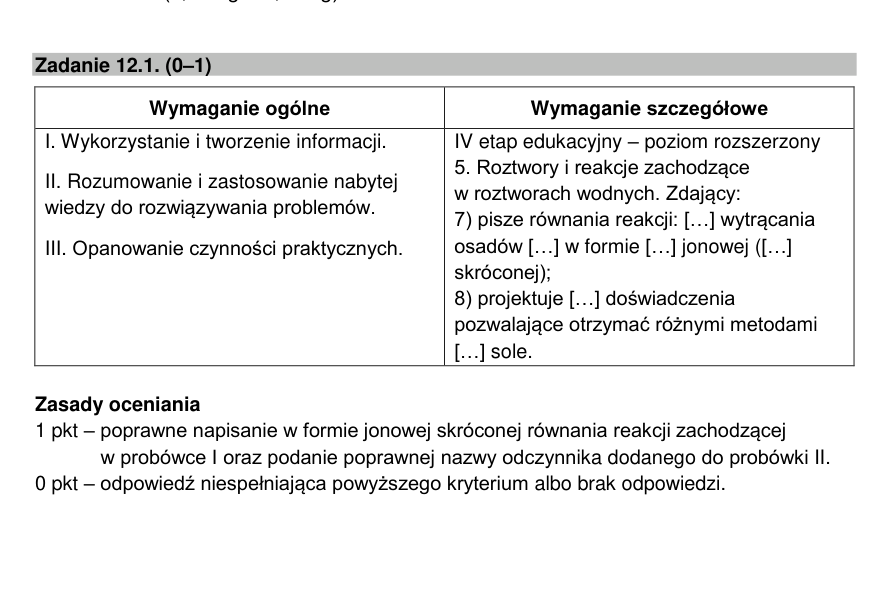 Zadanie 12.1. (0–1)
Wymaganie ogólne
Wymaganie szczegółowe
I. Wykorzystanie i tworzenie informacji.
II. Rozumowanie i zastosowanie nabytej
wiedzy do rozwiązywania problemów.
III. Opanowanie czynności praktycznych.
IV etap edukacyjny – poziom rozszerzony
5. Roztwory i reakcje zachodzące
w roztworach wodnych. Zdający:
7) pisze równania reakcji: […] wytrącania
osadów […] w formie […] jonowej ([…]
skróconej);
8) projektuje […] doświadczenia
pozwalające otrzymać różnymi metodami
[…] sole.
Zasady oceniania
1 pkt – poprawne napisanie w formie jonowej skróconej równania reakcji zachodzącej
w probówce I oraz podanie poprawnej nazwy odczynnika dodanego do probówki II.
0 pkt – odpowiedź niespełniająca powyższego kryterium albo brak odpowiedzi.